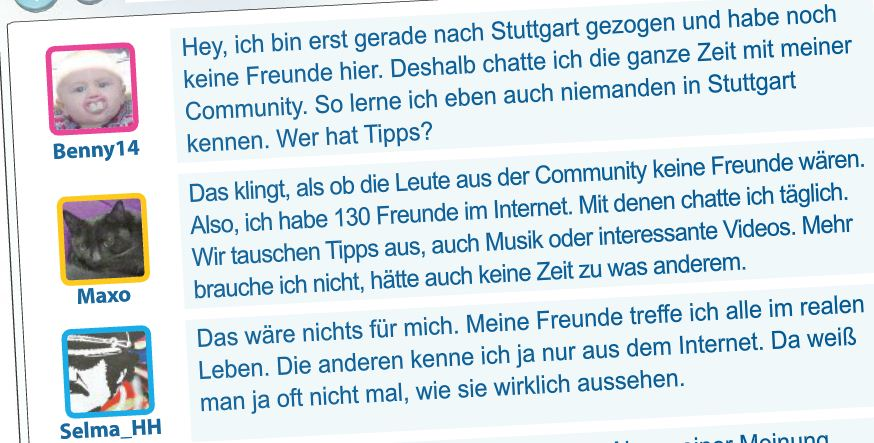 Hey, ich bin erst gerade nach Stuttgart gezogen und habe noch
keine Freunde hier. Deshalb chatte ich die ganze Zeit mit meiner
Community. So lerne ich eben auch niemanden in Stuttgart
kennen. Wer hat Tipps?
Benny14
Das klingt, als ob die Leute aus der Community keine Freunde wären.
Also, ich habe 130 Freunde im Internet. Mit denen chatte ich täglich.
Wir tauschen Tipps aus, auch Musik oder interessante Videos. Mehr
brauche ich nicht, hätte auch keine Zeit zu was anderem.
Maxo
Das wäre nichts für mich. Meine Freunde treffe ich alle im realen
Leben. Die anderen kenne ich ja nur aus dem Internet. Da weiß
man ja oft nicht mal, wie sie wirklich aussehen.
Selma_HH
Meinung